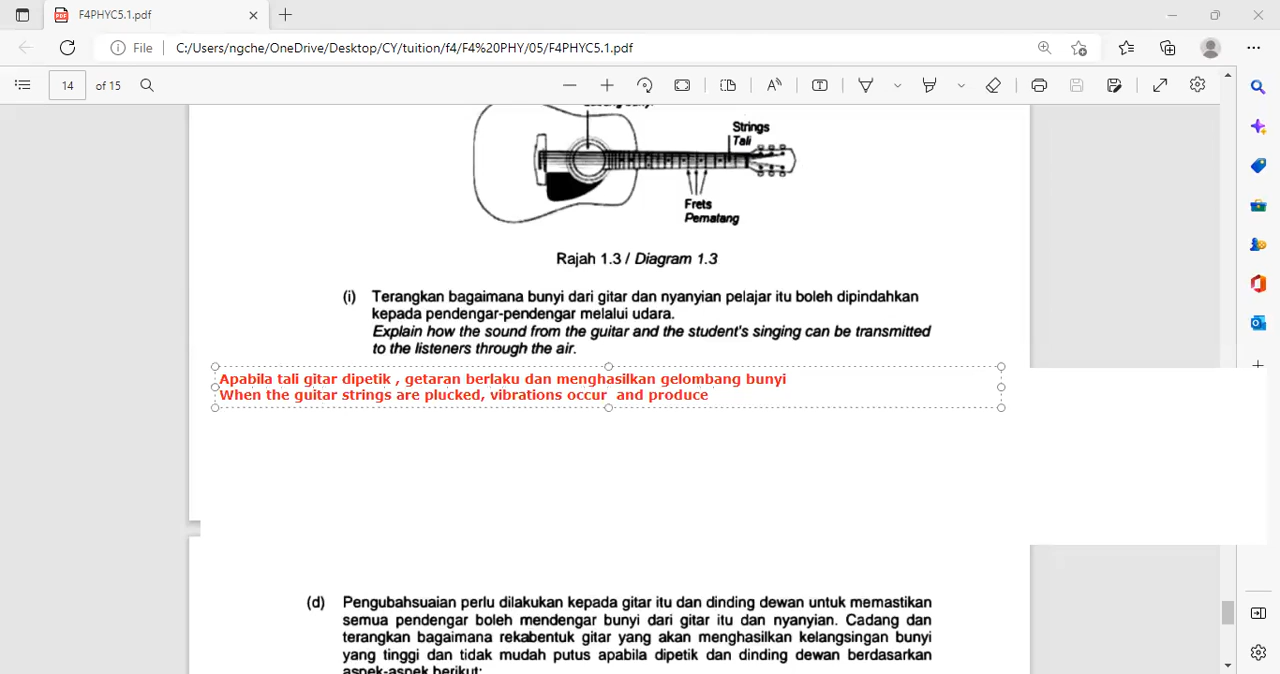 F4PHYC5.1.pdf
File
C:/Users/ngche/OneDrive/Desktop/CY/tuition/f4/F4%20PHY/05/F4PHYC5.1.pdf
14 of 15
Strings
Tali
Frets
Pematang
Rajah 1.3 / Diagram 1.3
(i) Terangkan bagaimana bunyi dari gitar dan nyanyian pelajar itu boleh dipindahkan
kepada pendengar-pendengar melalui udara.
Explain how the sound from the guitar and the student's singing can be transmitted
to the listeners through the air.
Apabila tali gitar dipetik , getaran berlaku dan menghasilkan gelombang bunyi
When the guitar strings are plucked, vibrations occur and produce
(d) Pengubahsuaian perlu dilakukan kepada gitar itu dan dinding dewan untuk memastikan
semua pendengar boleh mendengar bunyi dari gitar itu dan nyanyian. Cadang dan
terangkan bagaimana rekabentuk gitar yang akan menghasilkan kelangsingan bunyi
yang tinggi dan tidak mudah putus apabila dipetik dan dinding dewan berdasarkan
aspek-aspek berikut: